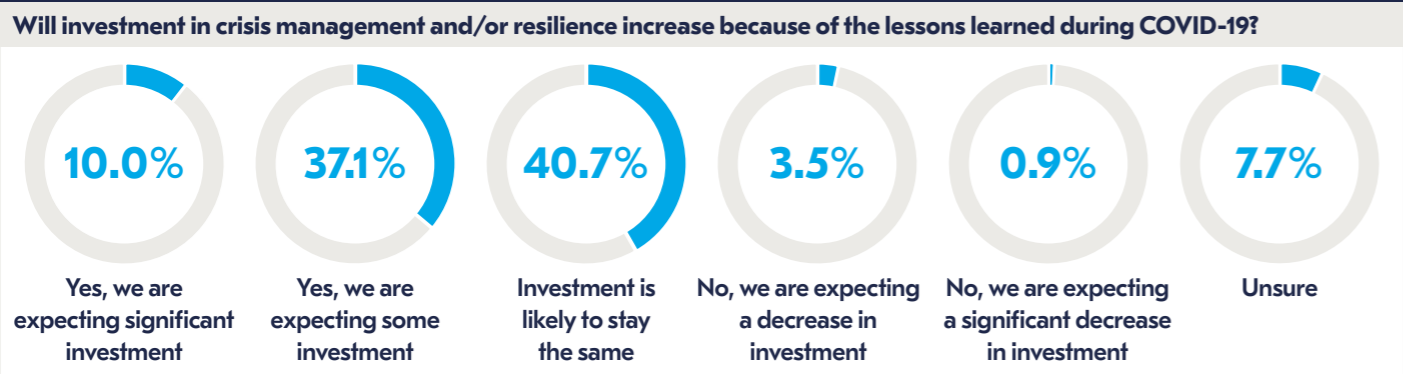 Will investment in crisis management and/or resilience increase because of the lessons learned during COVID-19?
10.0%
37.1%
40.7%
3.5%
0.9%
7.7%
Yes, we are
expecting significant
investment
Yes, we are
expecting some
investment
Investment is
likely to stay
the same
No, we are expecting
a decrease in
investment
No, we are expecting
a significant decrease
in investment
Unsure